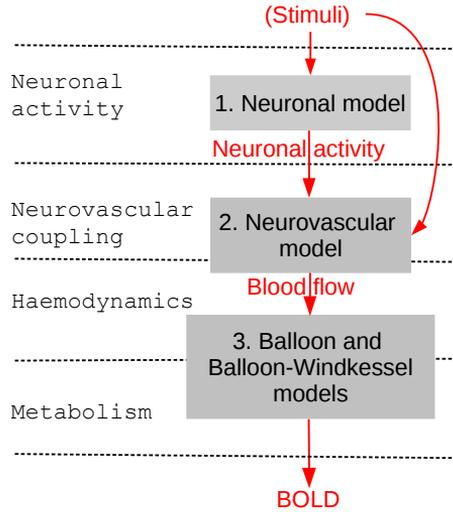 (Stimuli)
Neuronal
activity
1. Neuronal model
Neuronal activity
Neurovascular
coupling
2. Neurovascular
model
Blood flow
Haemodynamics
3. Balloon and
Balloon-Windkessel
models
Metabolism
BOLD